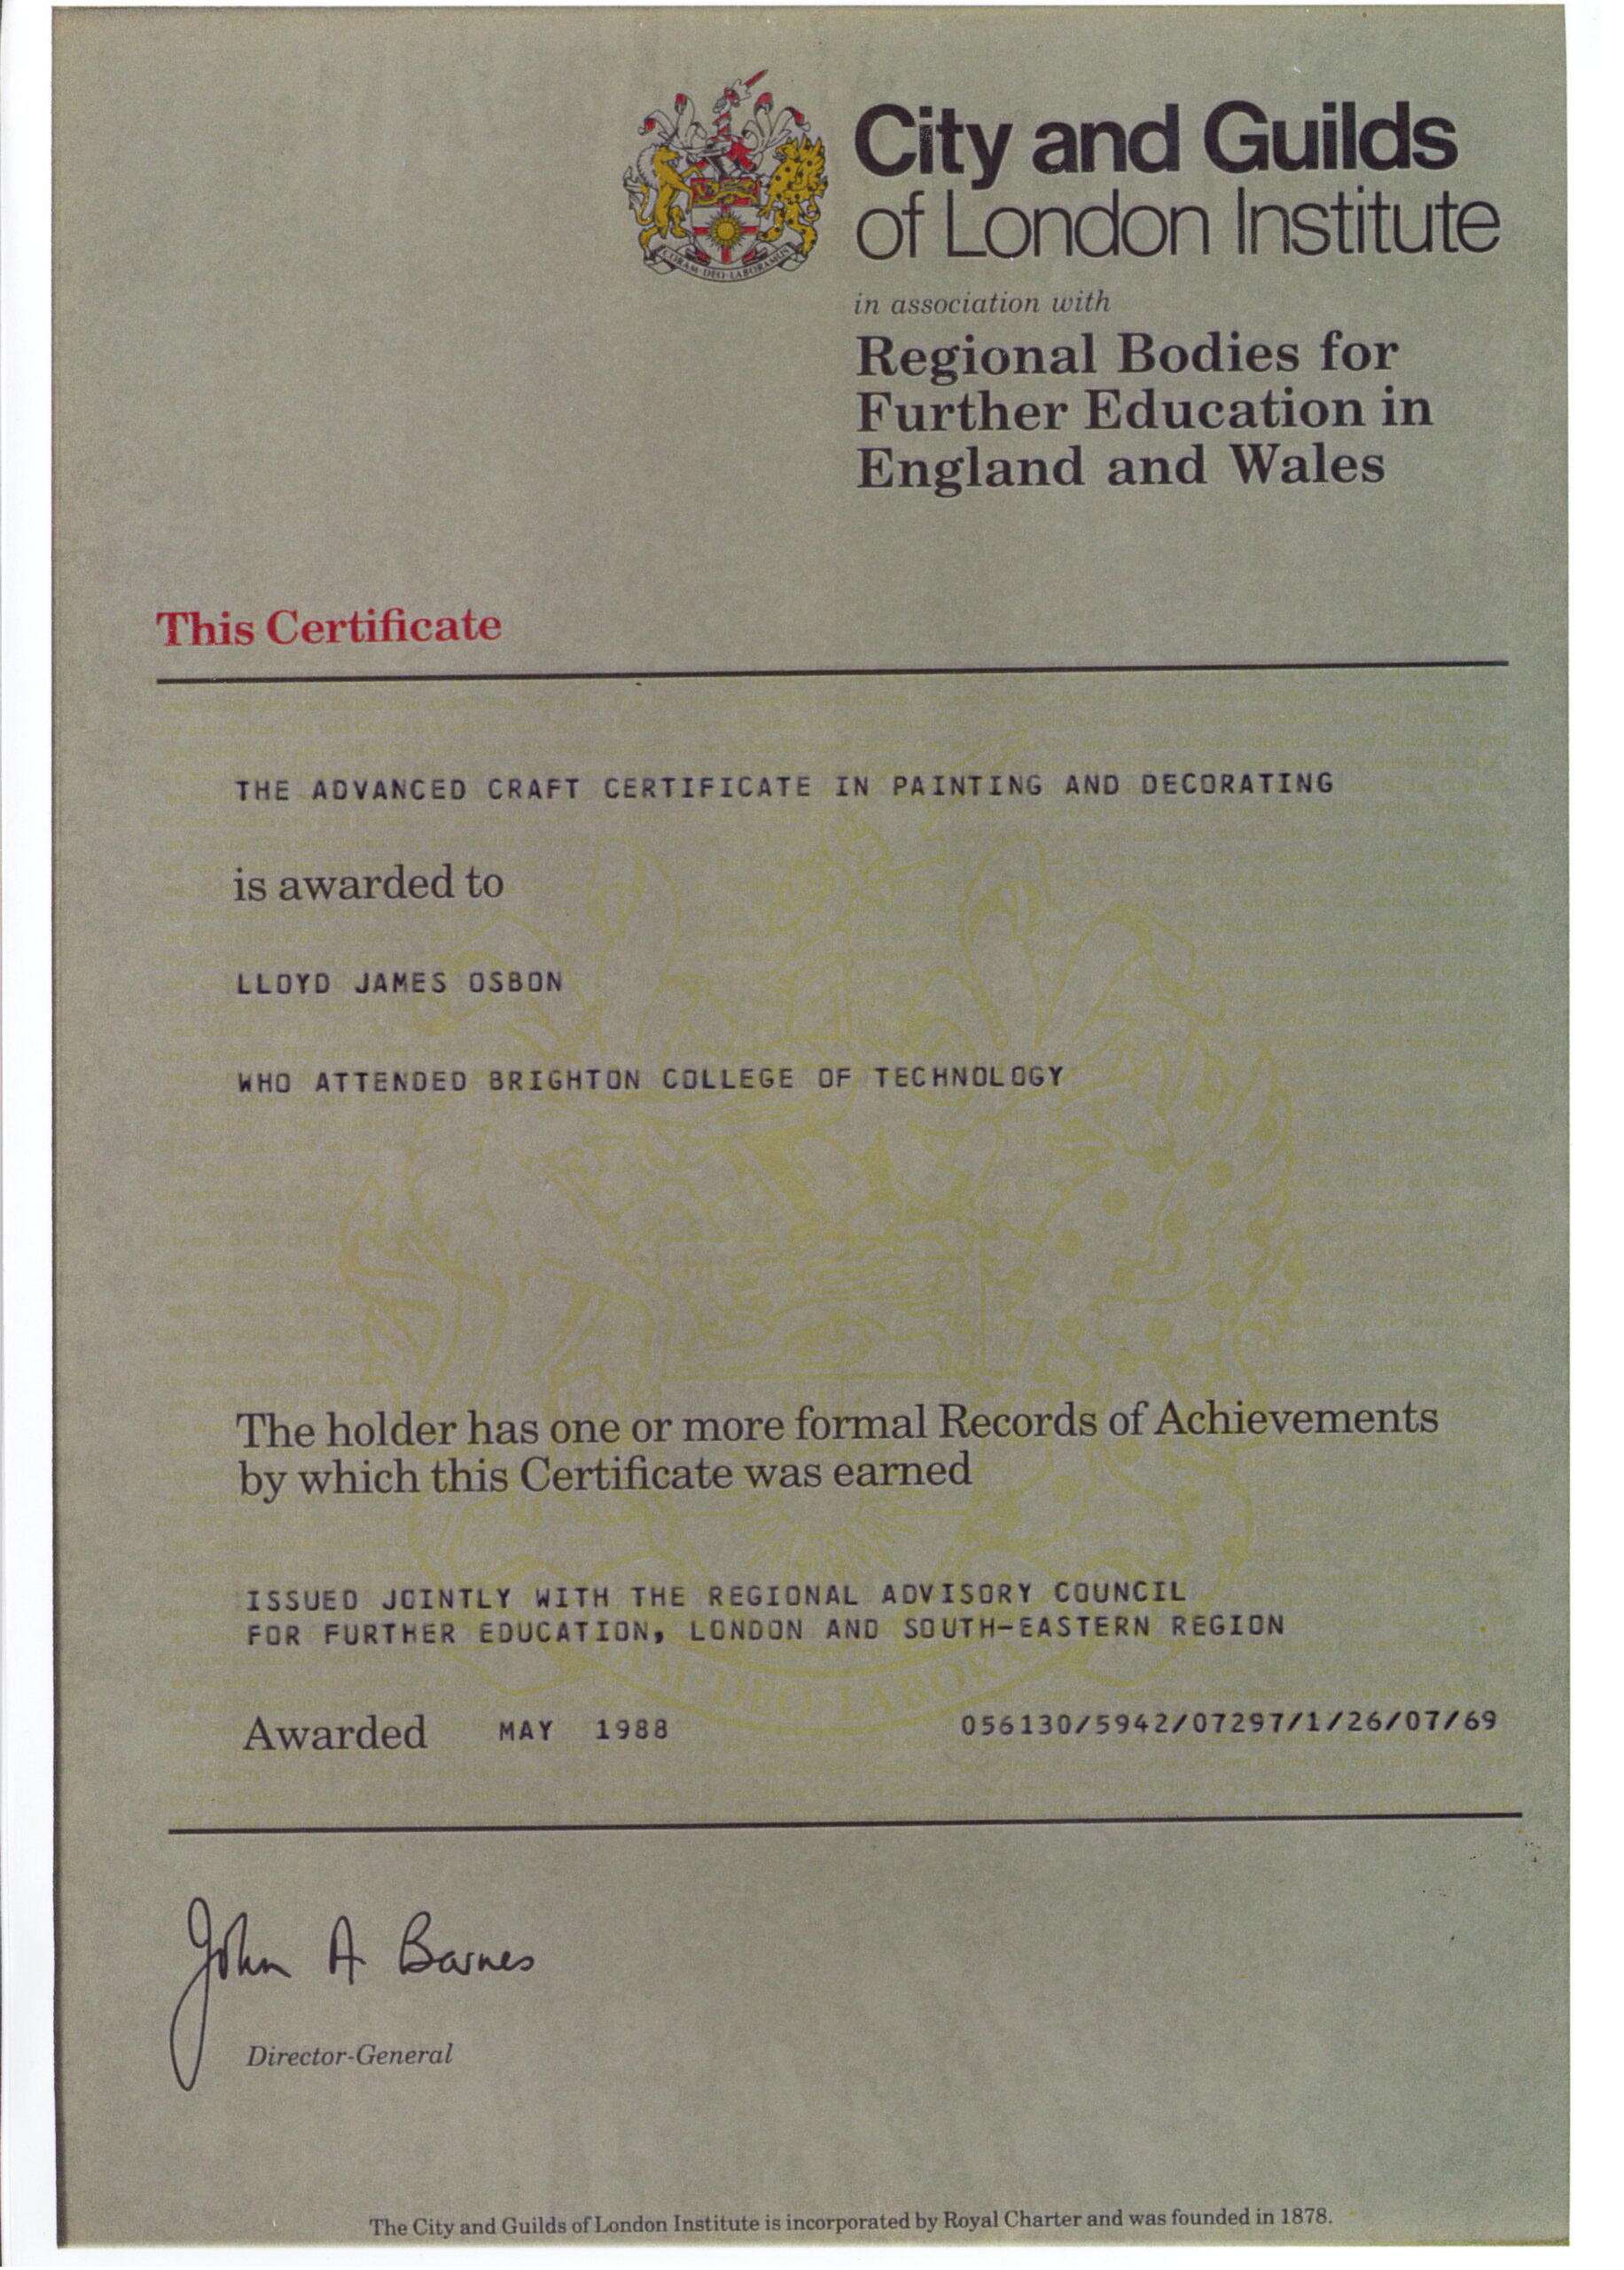 City and Guilds
of London Institute
CORAM DEO LABORAMUS
in association with
Regional Bodies for
Further Education in
England and Wales
This Certificate
THE ADVANCED CRAFT CERTIFICATE IN PAINTING AND DECORATING
is awarded to
LLOYD JAMES OSBON
WHO ATTENDED BRIGHTON COLLEGE OF TECHNOLOGY
The holder has one or more formal Records of Achievements
by which this Certificate was earned
ISSUED JOINTLY WITH THE REGIONAL ADVISORY COUNCIL
FOR FURTHER EDUCATION, LONDON AND SOUTH-EASTERN REGION
Awarded MAY 1988 056130/5942/07297/1/26/07/69
John A Barnes
Director-General
The City and Guilds of London Institute is incorporated by Royal Charter and was founded in 1878.